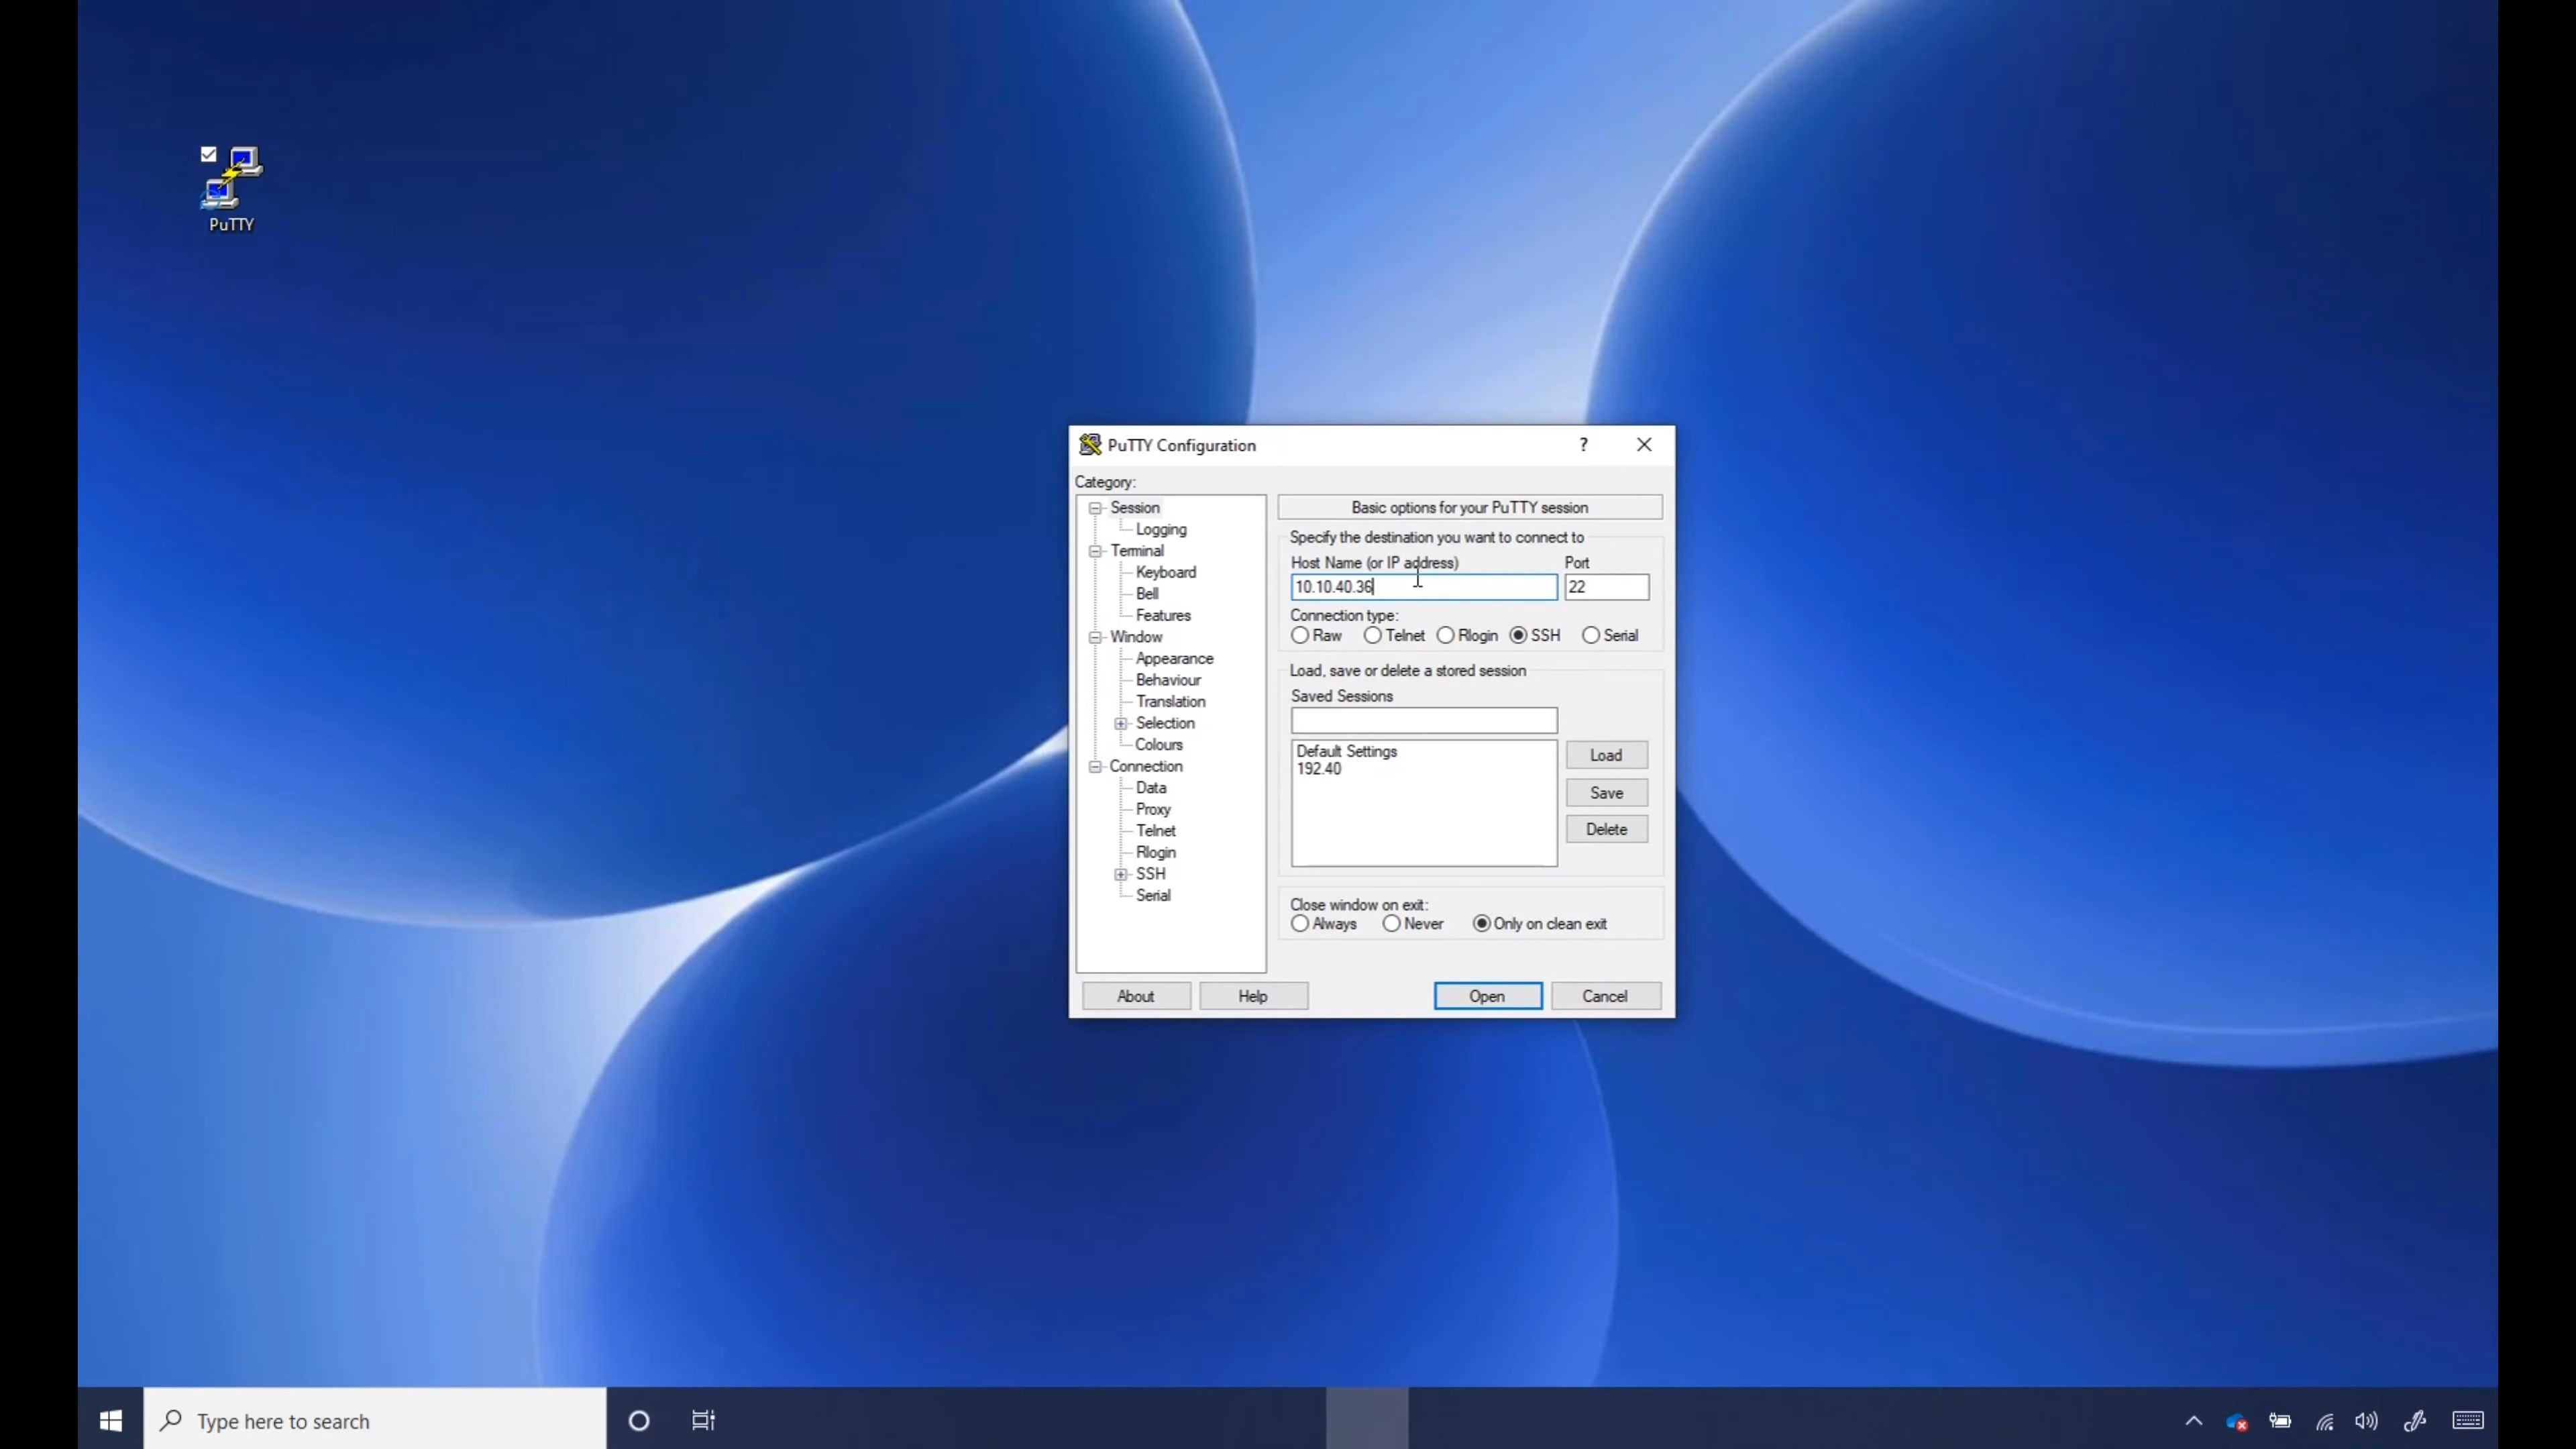 PuTTY
PuTTY Configuration
?
Category:
Session
Logging
Terminal
Keyboard
Bell
Features
Window
Appearance
Behaviour
Translation
Selection
Colours
Connection
Data
Proxy
Telnet
Rlogin
SSH
Serial
Basic options for your PuTTY session
Specify the destination you want to connect to
Host Name (or IP address) Port
10.10.40.36 22
Connection type:
Raw Telnet Rlogin SSH Serial
Load, save or delete a stored session
Saved Sessions
Default Settings
192.40
Load
Save
Delete
Close window on exit:
Always Never Only on clean exit
About Help Open Cancel
Type here to search